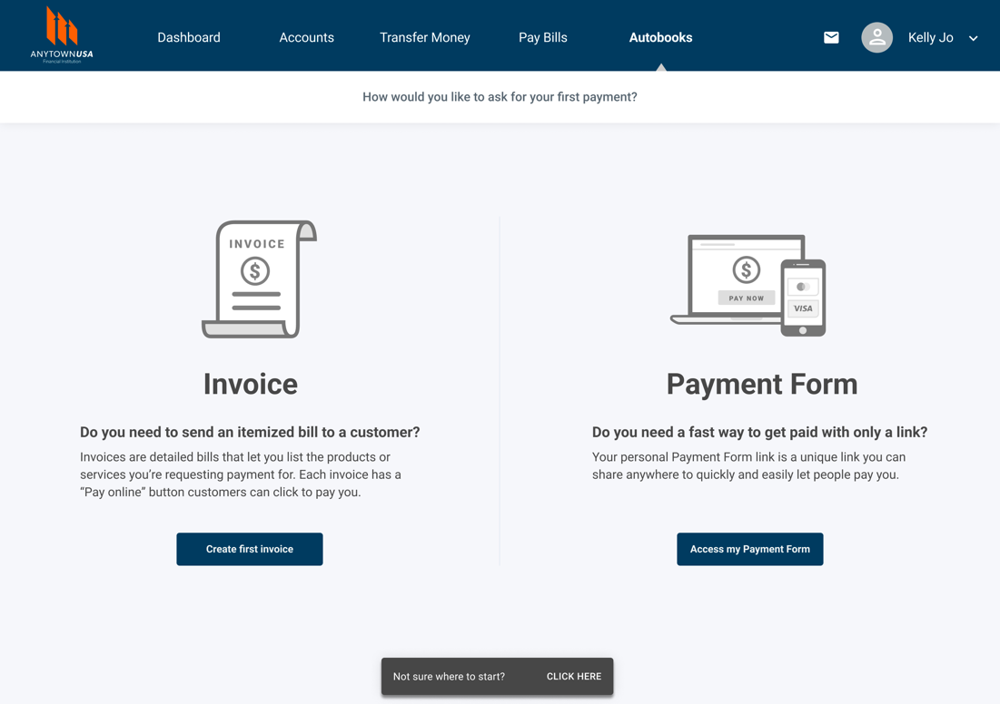 ANYTOWNUSA
Financial Institution
Dashboard
Accounts
Transfer Money
Pay Bills
Autobooks
Kelly Jo
How would you like to ask for your first payment?
INVOICE
$
Invoice
Do you need to send an itemized bill to a customer?
Invoices are detailed bills that let you list the products or
services you’re requesting payment for. Each invoice has a
“Pay online” button customers can click to pay you.
Create first invoice
$
PAY NOW
VISA
Payment Form
Do you need a fast way to get paid with only a link?
Your personal Payment Form link is a unique link you can
share anywhere to quickly and easily let people pay you.
Access my Payment Form
Not sure where to start?
CLICK HERE